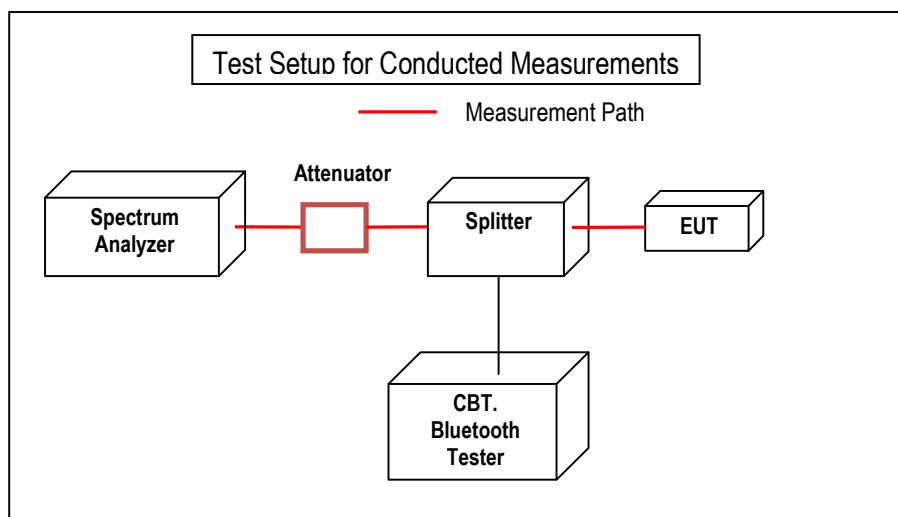 Test Setup for Conducted Measurements
Measurement Path
Attenuator
Spectrum
Analyzer
Splitter
EUT
CBT.
Bluetooth
Tester